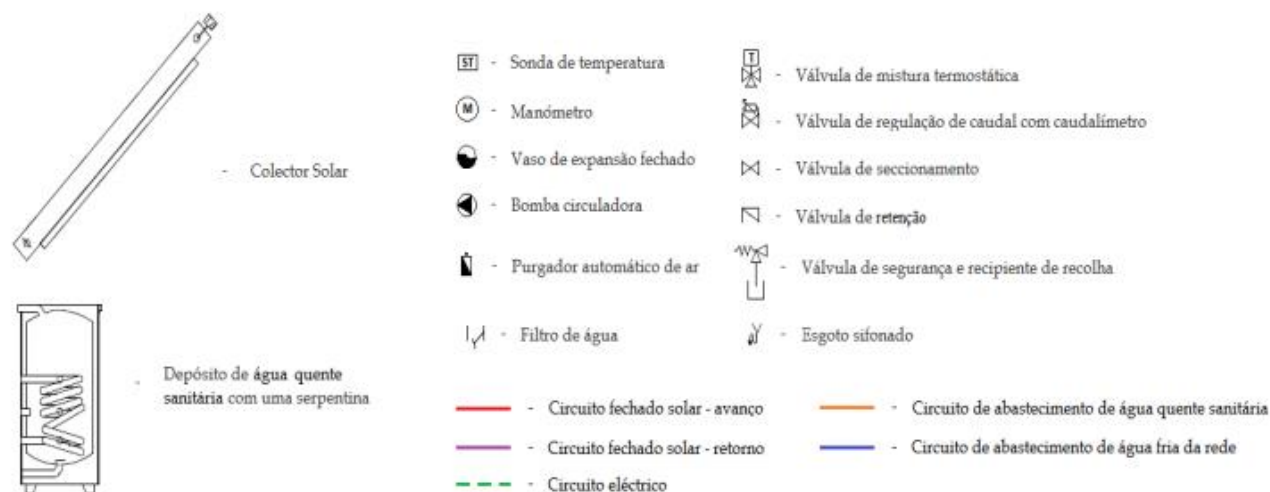 - Colector Solar
- Depósito de água quente
sanitária com uma serpentina
ST - Sonda de temperatura
M - Manómetro
- Vaso de expansão fechado
- Bomba circuladora
- Purgador automático de ar
- Filtro de água
T - Válvula de mistura termostática
- Válvula de regulação de caudal com caudalímetro
- Válvula de seccionamento
- Válvula de retenção
- Válvula de segurança e recipiente de recolha
- Esgoto sifonado
- Circuito fechado solar - avanço
- Circuito fechado solar - retorno
- Circuito eléctrico
- Circuito de abastecimento de água quente sanitária
- Circuito de abastecimento de água fria da rede